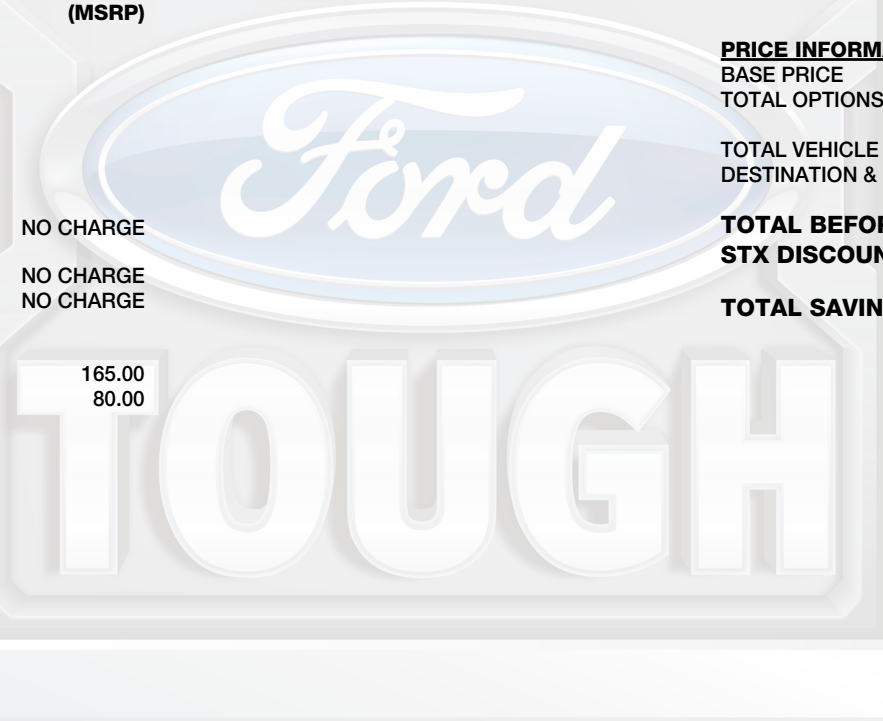 (MSRP)
NO CHARGE
NO CHARGE
NO CHARGE
165.00
80.00
PRICE INFORMA
BASE PRICE
TOTAL OPTIONS
TOTAL VEHICLE
DESTINATION &
TOTAL BEFOR
STX DISCOUN
TOTAL SAVIN
Ford
TOUGH